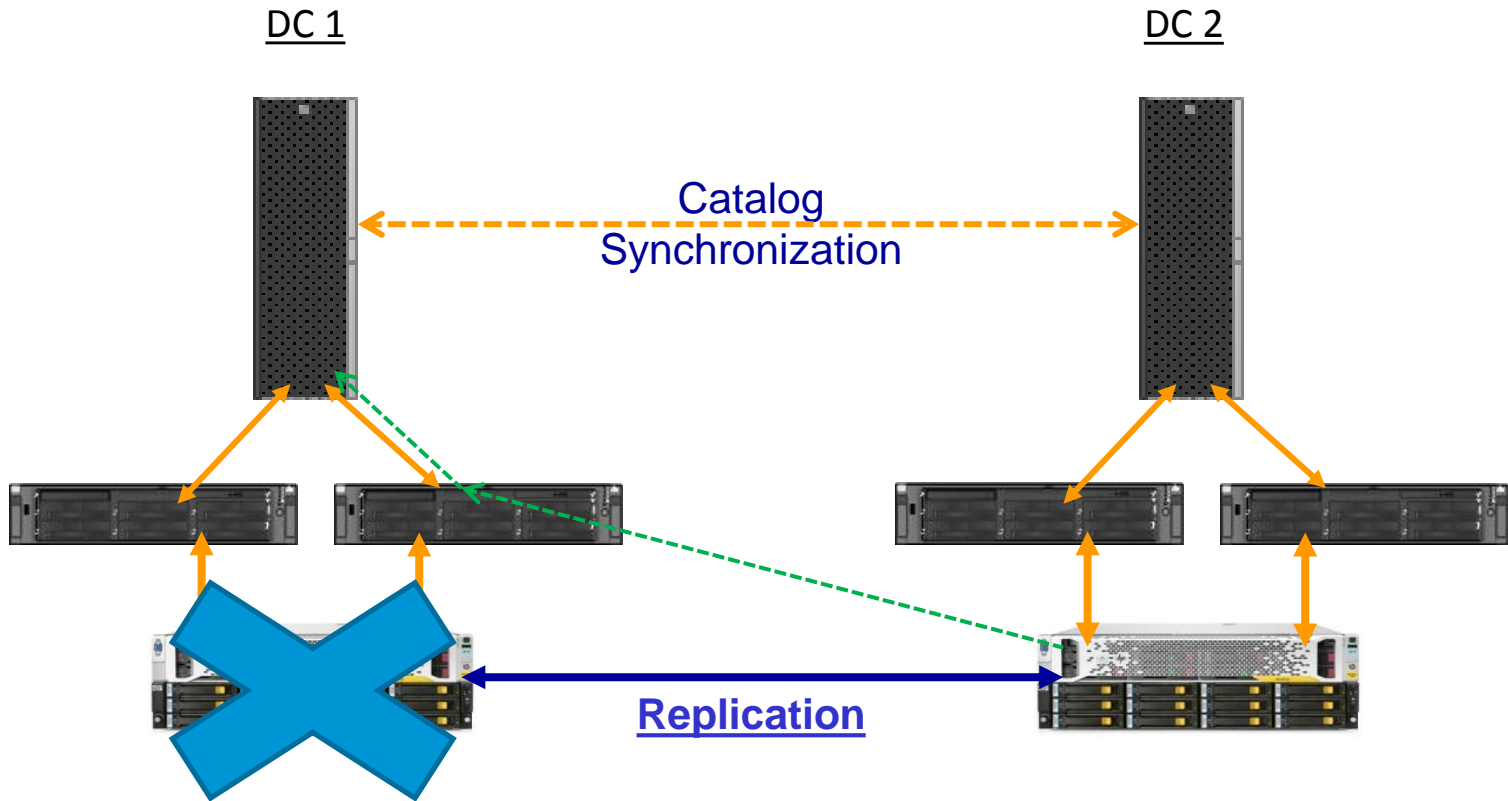 DC 1
DC 2
Catalog
Synchronization
Replication